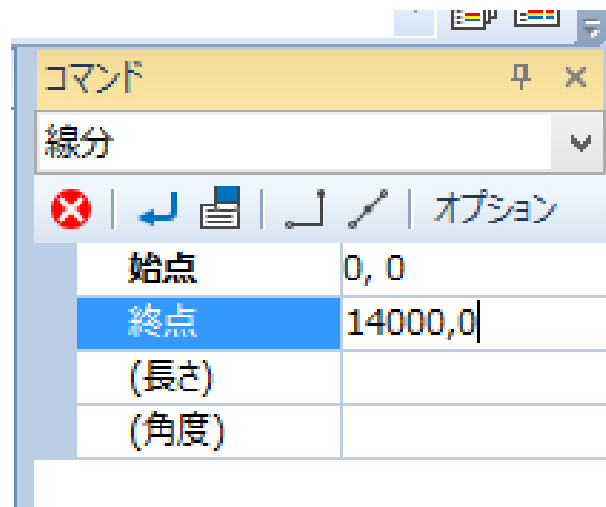 コマンド
線分
オプション
始点 0, 0
終点 14000,0
(長さ)
(角度)